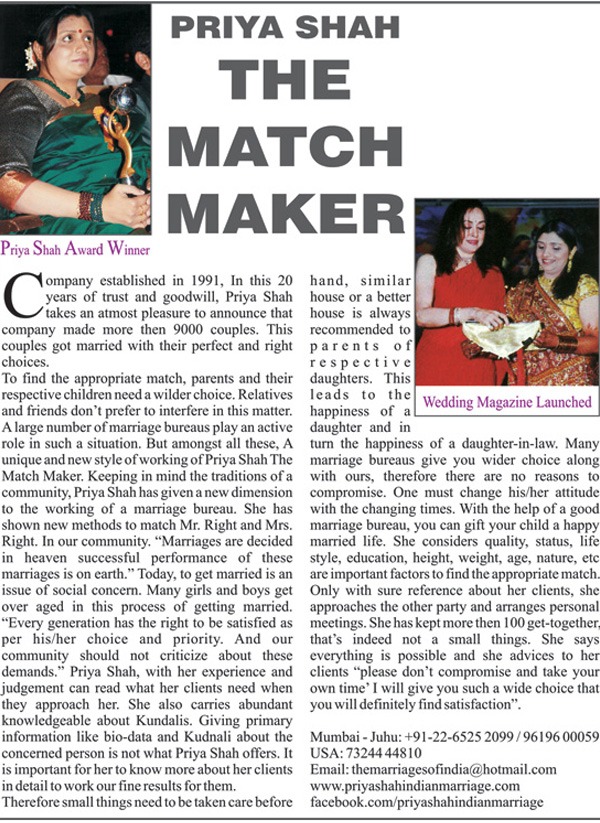 PRIYA SHAH
THE
MATCH
MAKER
Priya Shah Award Winner
Company established in 1991, In this 20
years of trust and goodwill, Priya Shah
takes an atmost pleasure to announce that
company made more then 9000 couples. This
couples got married with their perfect and right
choices.
To find the appropriate match, parents and their
respective children need a wilder choice. Relatives
and friends don't prefer to interfere in this matter.
A large number of marriage bureaus play an active
role in such a situation. But amongst all these, A
unique and new style of working of Priya Shah The
Match Maker. Keeping in mind the traditions of a
community, Priya Shah has given a new dimension
to the working of a marriage bureau. She has
shown new methods to match Mr. Right and Mrs.
Right. In our community. “Marriages are decided
in heaven successful performance of these
marriages is on earth.” Today, to get married is an
issue of social concern. Many girls and boys get
over aged in this process of getting married.
“Every generation has the right to be satisfied as
per his/her choice and priority. And our
community should not criticize about these
demands.” Priya Shah, with her experience and
judgement can read what her clients need when
they approach her. She also carries abundant
knowledgeable about Kundalis. Giving primary
information like bio-data and Kudnali about the
concerned person is not what Priya Shah offers. It
is important for her to know more about her clients
in detail to work our fine results for them.
Therefore small things need to be taken care before
hand, similar
house or a better
house is always
recommended to
parents of
respective
daughters. This
leads to the
happiness of a
daughter and in
Wedding Magazine Launched
turn the happiness of a daughter-in-law. Many
marriage bureaus give you wider choice along
with ours, therefore there are no reasons to
compromise. One must change his/her attitude
with the changing times. With the help of a good
marriage bureau, you can gift your child a happy
married life. She considers quality, status, life
style, education, height, weight, age, nature, etc
are important factors to find the appropriate match.
Only with sure reference about her clients, she
approaches the other party and arranges personal
meetings. She has kept more then 100 get-together,
that's indeed not a small things. She says
everything is possible and she advices to her
clients “please don't compromise and take your
own time’ I will give you such a wide choice that
you will definitely find satisfaction”.
Mumbai - Juhu: +91-22-6525 2099 / 96196 00059
USA: 73244 44810
Email: themarriagesofindia@hotmail.com
www.priyashahindianmarriage.com
facebook.com/priyashahindianmarriage